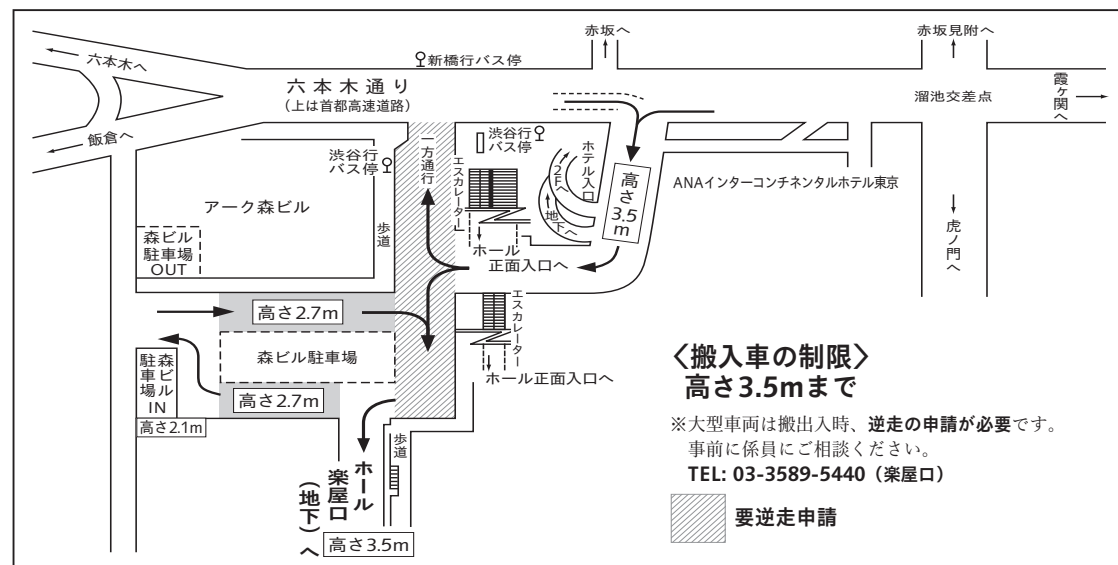 赤坂へ
赤坂見附へ
六本木へ
新橋行バス停
六本木通り
（上は首都高速道路）
溜池交差点
霞ヶ関へ
飯倉へ
渋谷行
バス停
一方通行
エスカレーター
渋谷行
バス停
2Fへ
地下へ
ホテル入口
高さ3.5m
ANAインターコンチネンタルホテル東京
アーク森ビル
歩道
森ビル
駐車場
OUT
ホール
正面入口へ
虎ノ門へ
高さ2.7m
エスカレーター
森ビル駐車場
ホール正面入口へ
森ビル
駐車場
IN
高さ2.7m
高さ2.1m
歩道
ホール
楽屋口
（地下）へ
高さ3.5m
〈搬入車の制限〉
高さ3.5mまで
※大型車両は搬出入時、逆走の申請が必要です。
事前に係員にご相談ください。
TEL: 03-3589-5440（楽屋口）
要逆走申請